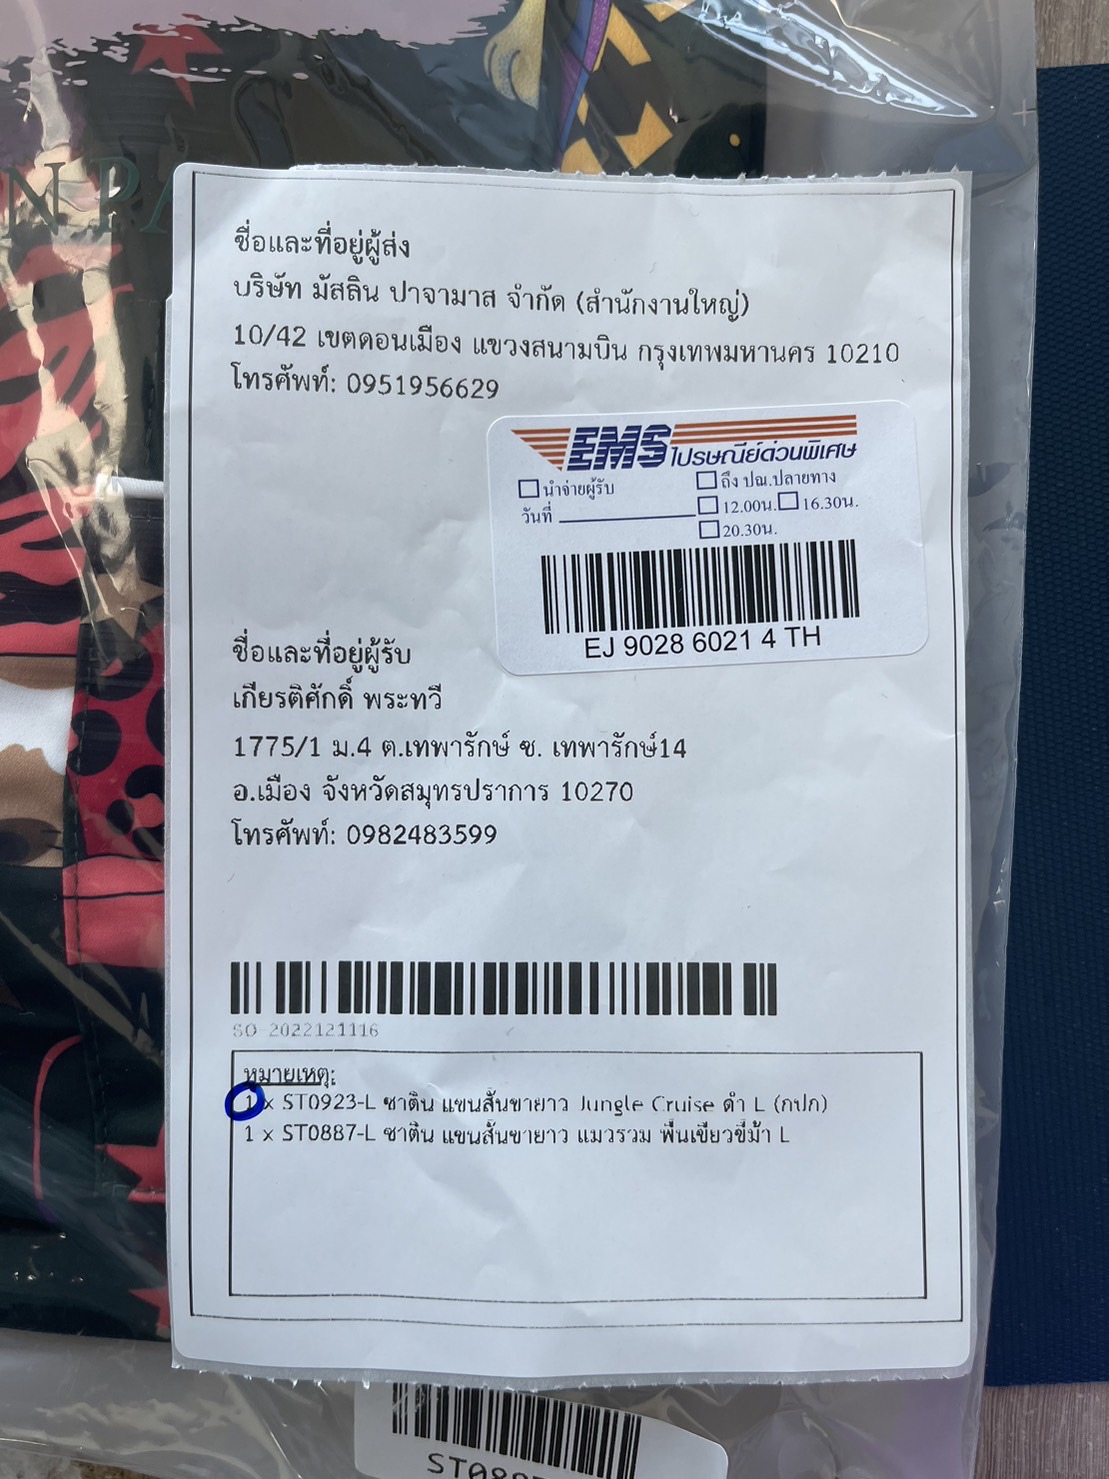 N PA
ชื่อและที่อยู่ผู้ส่ง
บริษัท มัสลิน ปาจามาส จำกัด (สำนักงานใหญ่)
10/42 เขตดอนเมือง แขวงสนามบิน กรุงเทพมหานคร 10210
โทรศัพท์: 0951956629
EMS ไปรษณีย์ด่วนพิเศษ
นำจ่ายผู้รับ ถึง ปณ.ปลายทาง
วันที่ 12.00น. 16.30น.
20.30น.
EJ 9028 6021 4 TH
ชื่อและที่อยู่ผู้รับ
เกียรติศักดิ์ พระทวี
1775/1 ม.4 ต.เทพารักษ์ ซ. เทพารักษ์14
อ.เมือง จังหวัดสมุทรปราการ 10270
โทรศัพท์: 0982483599
SO-2022121116
หมายเหตุ:
1 x ST0923-L ซาติน แขนสั้นขายาว Jungle Cruise ดำ L (กปก)
1 x ST0887-L ซาติน แขนสั้นขายาว แมวรวม พื้นเขียวขี้ม้า L